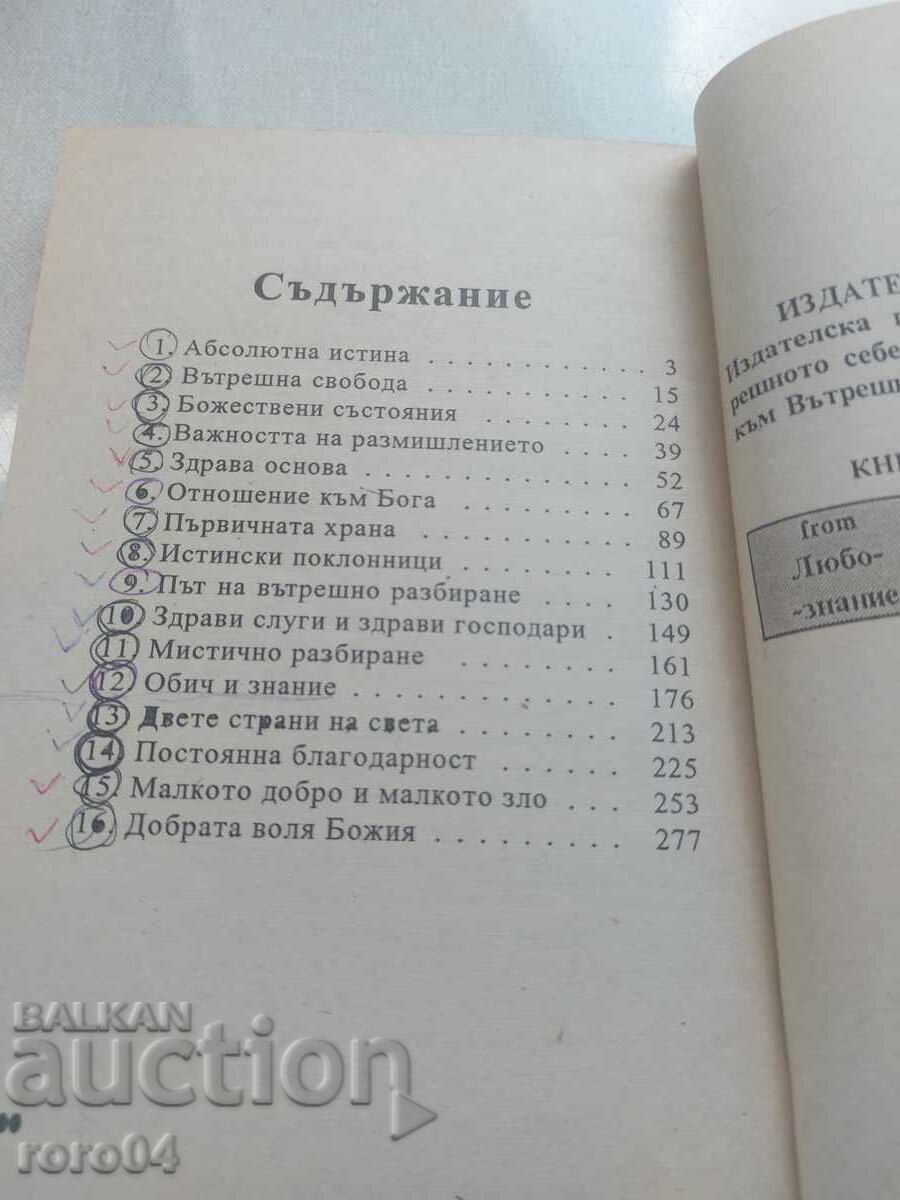 Съдържание
1. Абсолютна истина . . . . . . . . . . . 3
2. Вътрешна свобода . . . . . . . . . . . 15
3. Божествени състояния . . . . . . . . 24
4. Важността на размишлението . . . . 39
5. Здрава основа . . . . . . . . . . . . . 52
6. Отношение към Бога . . . . . . . . . 67
7. Първичната храна . . . . . . . . . . . 89
8. Истински поклонници . . . . . . . . . 111
9. Път на вътрешно разбиране . . . . . 130
10. Здрави слуги и здрави господари . 149
11. Мистично разбиране . . . . . . . . 161
12. Обич и знание . . . . . . . . . . . . 176
13. Двете страни на света . . . . . . . . 213
14. Постоянна благодарност . . . . . . 225
15. Малкото добро и малкото зло . . . 253
16. Добрата воля Божия . . . . . . . . . 277
ИЗДАТЕ
Издателска
решното себе
към Вътреш
КНИ
from
Любо-
~знание
BALKAN
auction
roro04